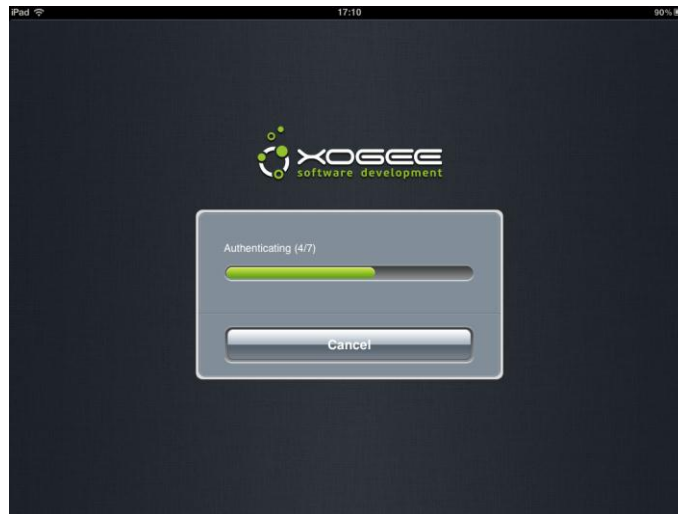 iPad 17:10 90%
XOGEE
software development
Authenticating (4/7)
Cancel